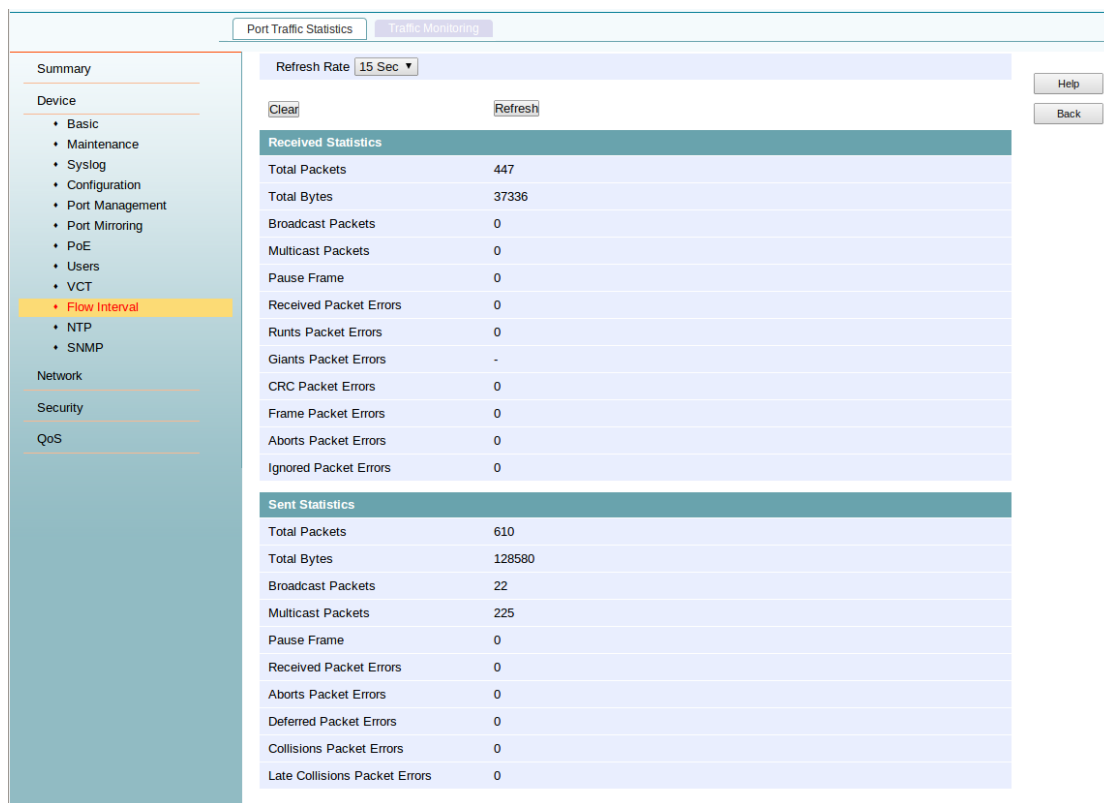 Port Traffic Statistics
Traffic Monitoring
Summary
Device
Basic
Maintenance
Syslog
Configuration
Port Management
Port Mirroring
PoE
Users
VCT
Flow Interval
NTP
SNMP
Network
Security
QoS
Refresh Rate 15 Sec
Clear Refresh
Received Statistics
Total Packets 447
Total Bytes 37336
Broadcast Packets 0
Multicast Packets 0
Pause Frame 0
Received Packet Errors 0
Runts Packet Errors 0
Giants Packet Errors -
CRC Packet Errors 0
Frame Packet Errors 0
Aborts Packet Errors 0
Ignored Packet Errors 0
Sent Statistics
Total Packets 610
Total Bytes 128580
Broadcast Packets 22
Multicast Packets 225
Pause Frame 0
Received Packet Errors 0
Aborts Packet Errors 0
Deferred Packet Errors 0
Collisions Packet Errors 0
Late Collisions Packet Errors 0
Help
Back